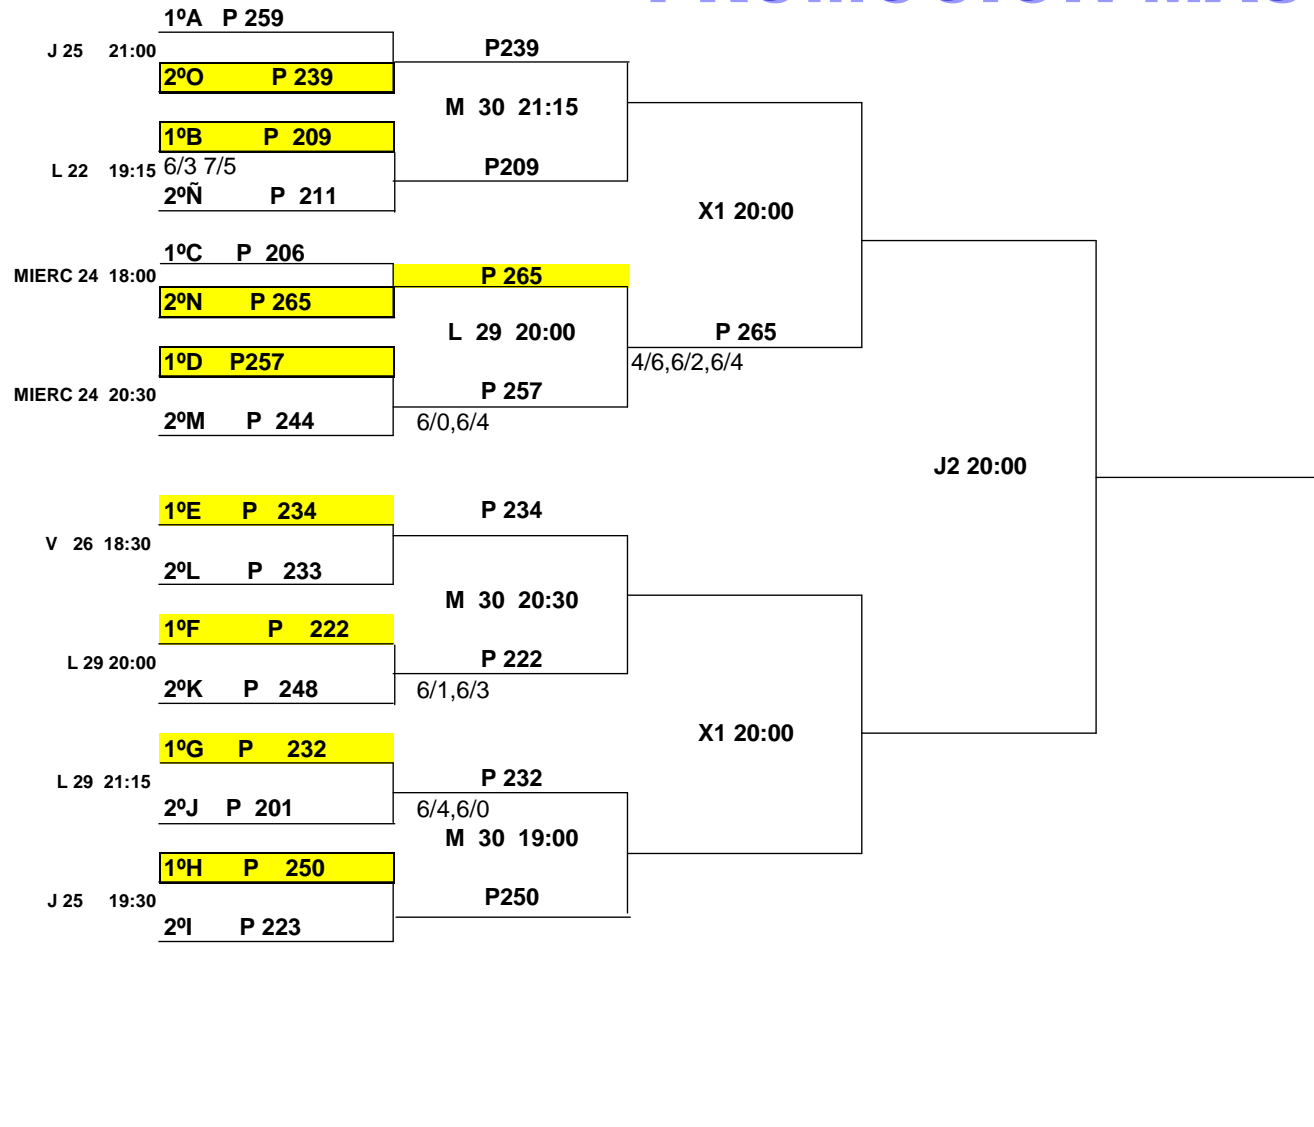 1ºA P 259
J 25 21:00
P239
2ºO P 239
M 30 21:15
1ºB P 209
L 22 19:15
6/3 7/5
P209
2ºÑ P 211
X1 20:00
1ºC P 206
MIERC 24 18:00
P 265
2ºN P 265
L 29 20:00
P 265
1ºD P257
4/6,6/2,6/4
MIERC 24 20:30
P 257
2ºM P 244
6/0,6/4
J2 20:00
1ºE P 234
P 234
V 26 18:30
2ºL P 233
M 30 20:30
1ºF P 222
L 29 20:00
P 222
2ºK P 248
6/1,6/3
X1 20:00
1ºG P 232
L 29 21:15
P 232
2ºJ P 201
6/4,6/0
M 30 19:00
1ºH P 250
J 25 19:30
P250
2ºI P 223